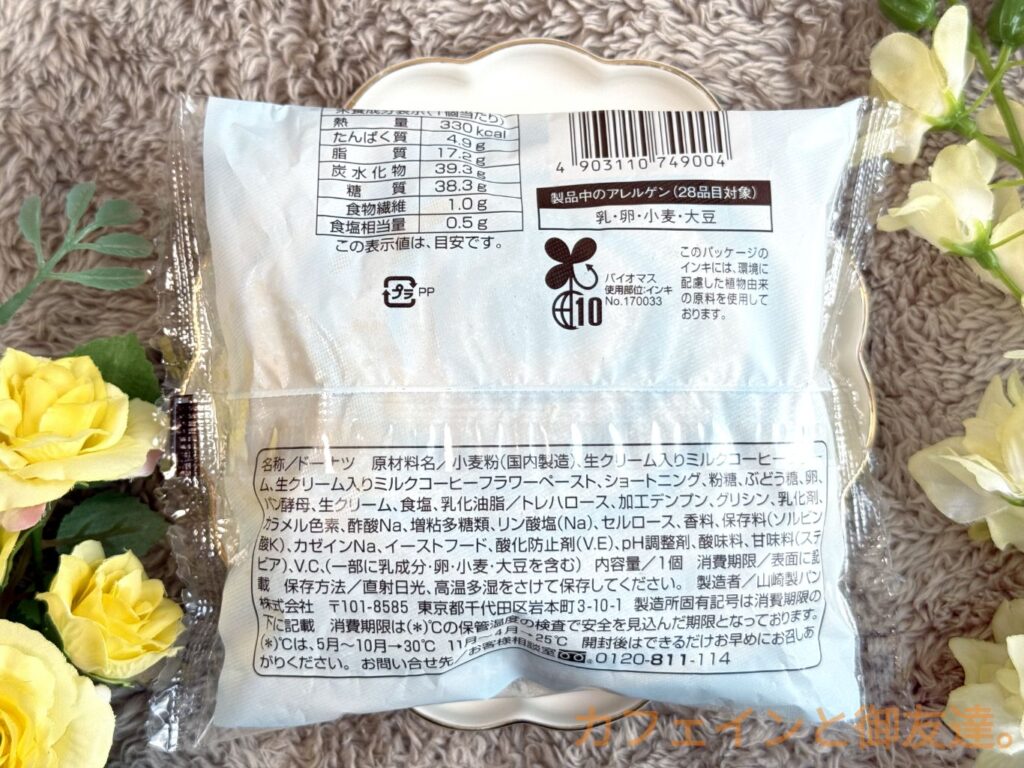 栄養成分表示(1個当たり)
熱量 330kcal
たんぱく質 4.9g
脂質 17.2g
炭水化物 39.3g
糖質 38.3g
食物繊維 1.0g
食塩相当量 0.5g
この表示値は、目安です。
プラ PP
4 903110 749004
製品中のアレルゲン(28品目対象)
乳・卵・小麦・大豆
バイオマス
使用部位:インキ
No.170033
10
このパッケージの
インキには、環境に
配慮した植物由来
の原料を使用して
おります。
名称/ドーナツ 原材料名/小麦粉(国内製造)、生クリーム入りミルクコーヒー
ム、生クリーム入りミルクコーヒーフラワーペースト、ショートニング、粉糖、ぶどう糖、卵、
パン酵母、生クリーム、食塩、乳化油脂/トレハロース、加工デンプン、グリシン、乳化剤、
カラメル色素、酢酸Na、増粘多糖類、リン酸塩(Na)、セルロース、香料、保存料(ソルビン
酸K)、カゼインNa、イーストフード、酸化防止剤(V.E)、pH調整剤、酸味料、甘味料(ステ
ビア)、V.C、(一部に乳成分・卵・小麦・大豆を含む) 内容量/1個 消費期限/表面に記
載 保存方法/直射日光、高温多湿をさけて保存してください。 製造者/山崎製パン
株式会社 〒101-8585 東京都千代田区岩本町3-10-1 製造所固有記号は消費期限の
下に記載 消費期限は(*)℃の保管温度の検査で安全を見込んだ期限となっております。
(*)℃は、5月〜10月→30℃ 11月〜4月→25℃ 開封後はできるだけお早めにお召しあ
がりください。 お問い合せ先/お客様相談室 0120-811-114
カフェインと御友達。